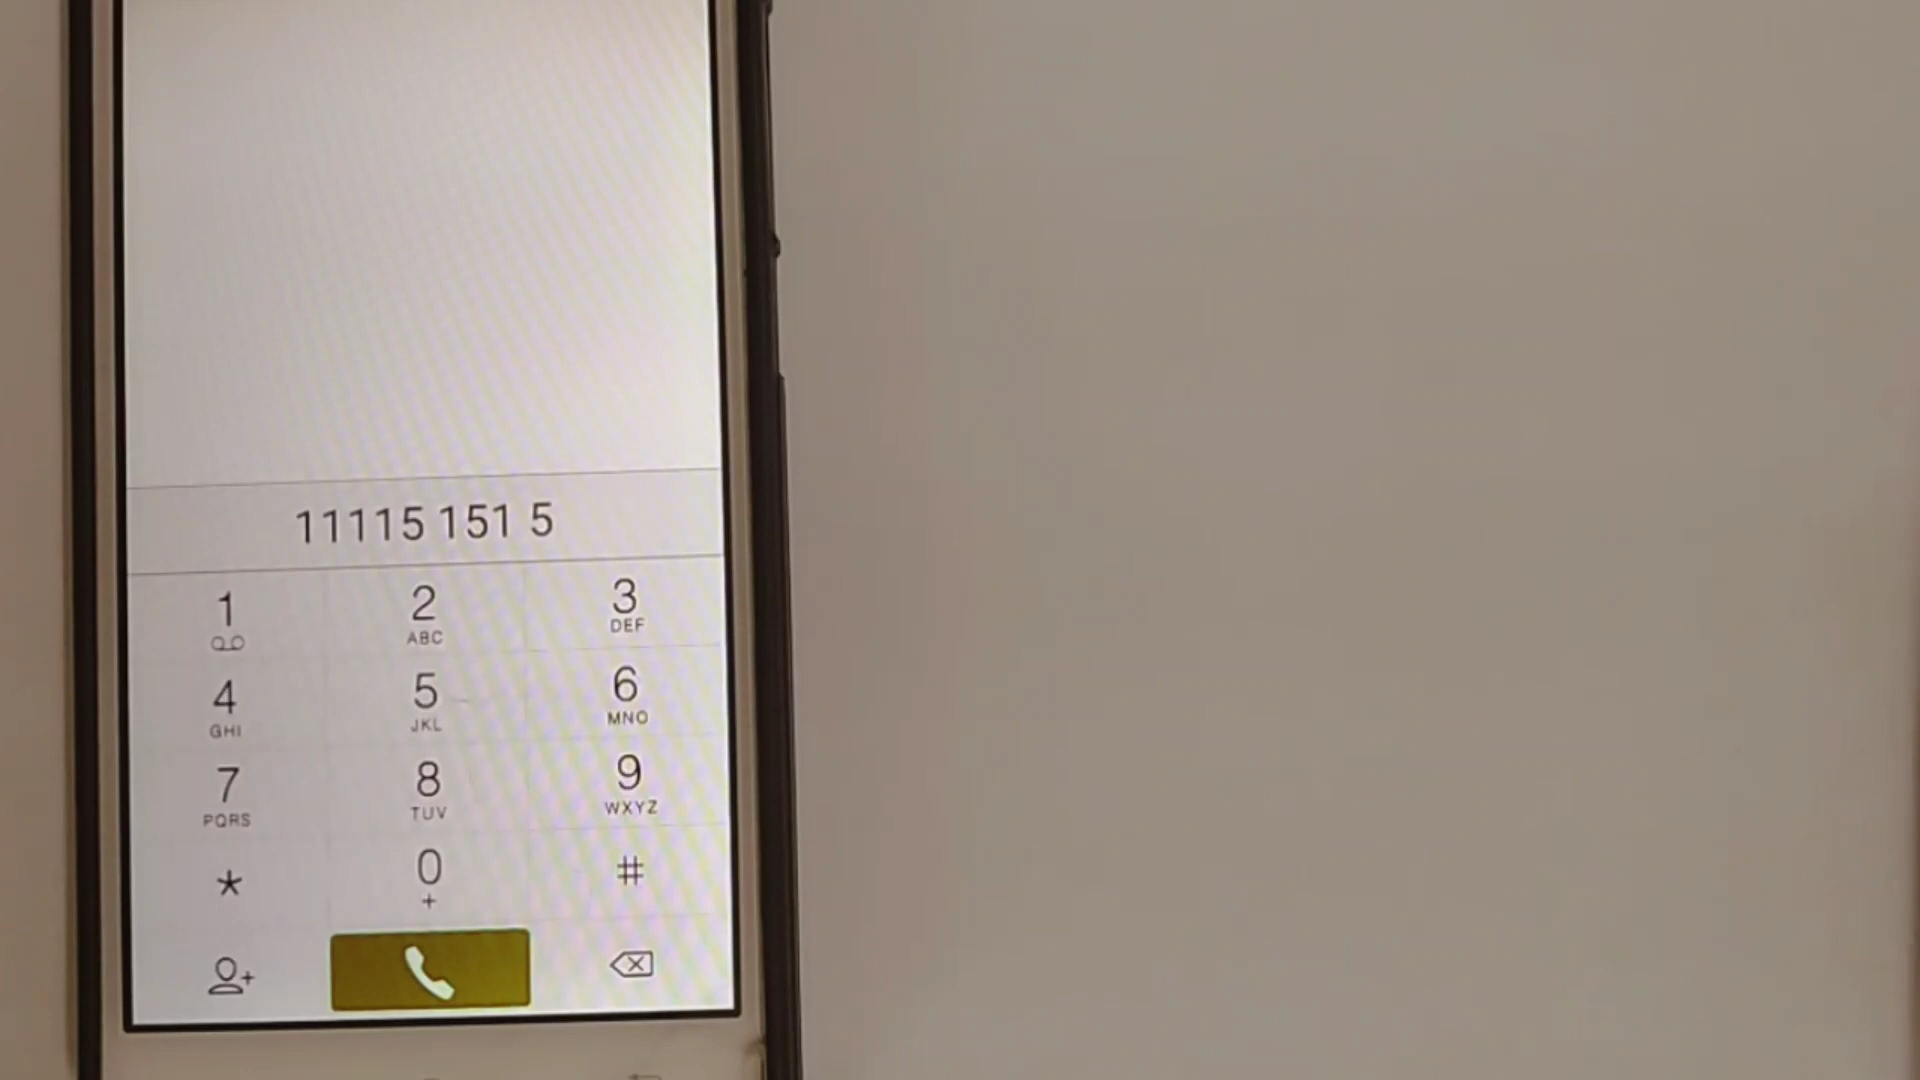 11115 151 5
1 2 3
ABC DEF
4 5 6
GHI JKL MNO
7 8 9
PQRS TUV WXYZ
* 0 #
+